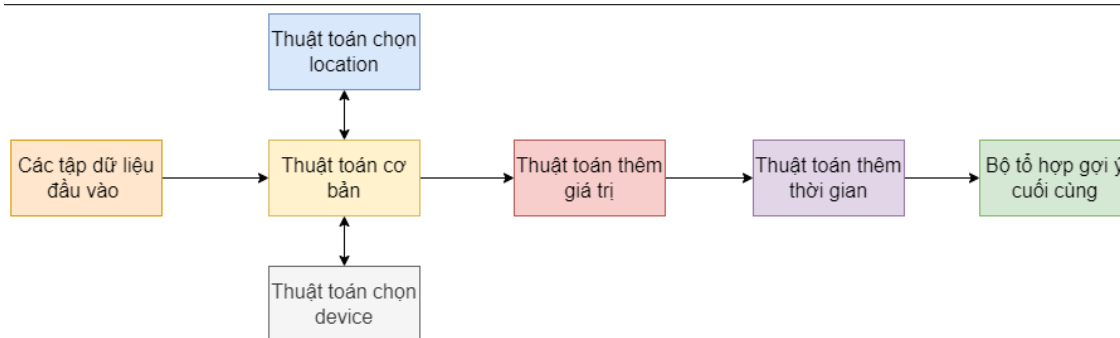 Thuật toán chọn
location
Các tập dữ liệu
đầu vào
Thuật toán cơ
bản
Thuật toán thêm
giá trị
Thuật toán thêm
thời gian
Bộ tổ hợp gợi ý
cuối cùng
Thuật toán chọn
device